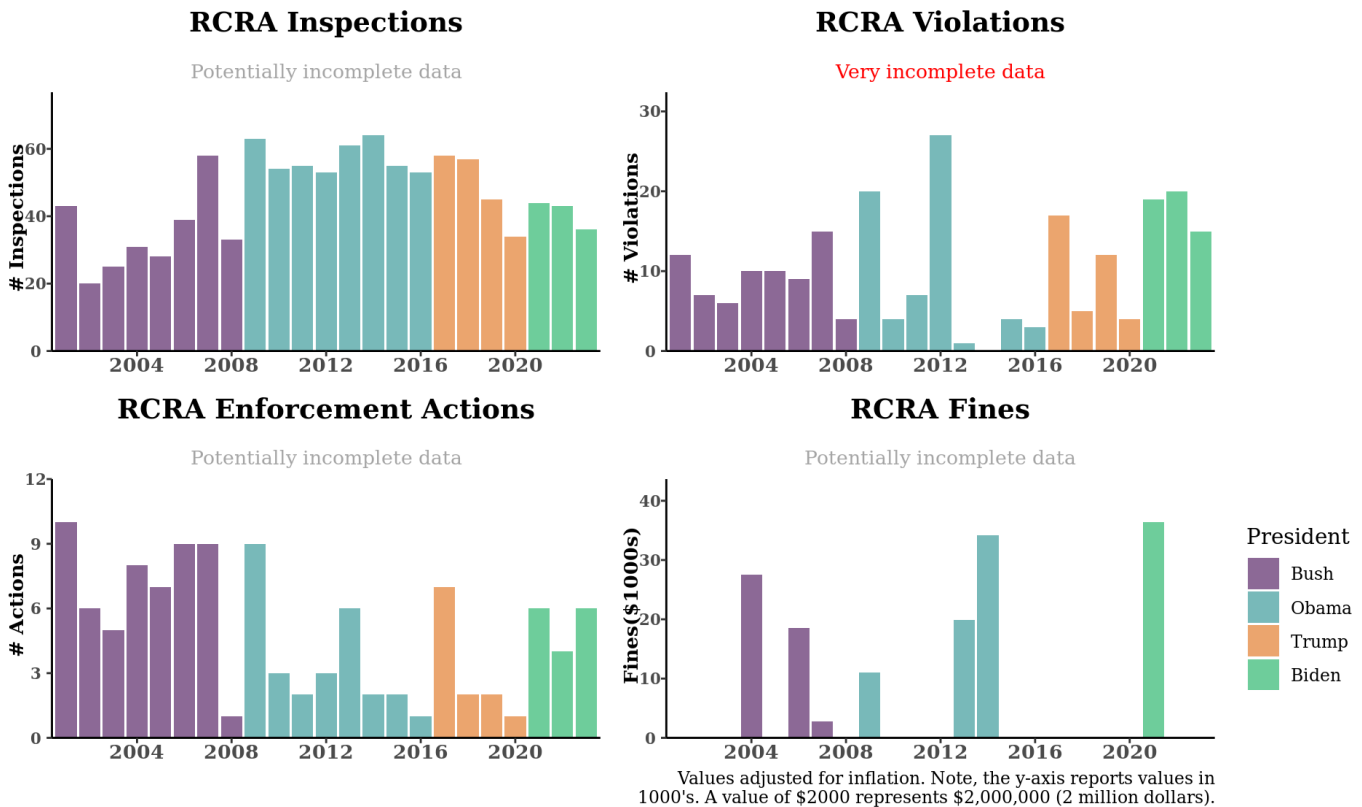 RCRA Inspections
Potentially incomplete data
# Inspections
60
40
20
0
2004 2008 2012 2016 2020
RCRA Violations
Very incomplete data
# Violations
30
20
10
0
2004 2008 2012 2016 2020
RCRA Enforcement Actions
Potentially incomplete data
# Actions
12
9
6
3
0
2004 2008 2012 2016 2020
RCRA Fines
Potentially incomplete data
Fines($1000s)
40
30
20
10
0
2004 2008 2012 2016 2020
President
Bush
Obama
Trump
Biden
Values adjusted for inflation. Note, the y-axis reports values in
1000's. A value of $2000 represents $2,000,000 (2 million dollars).